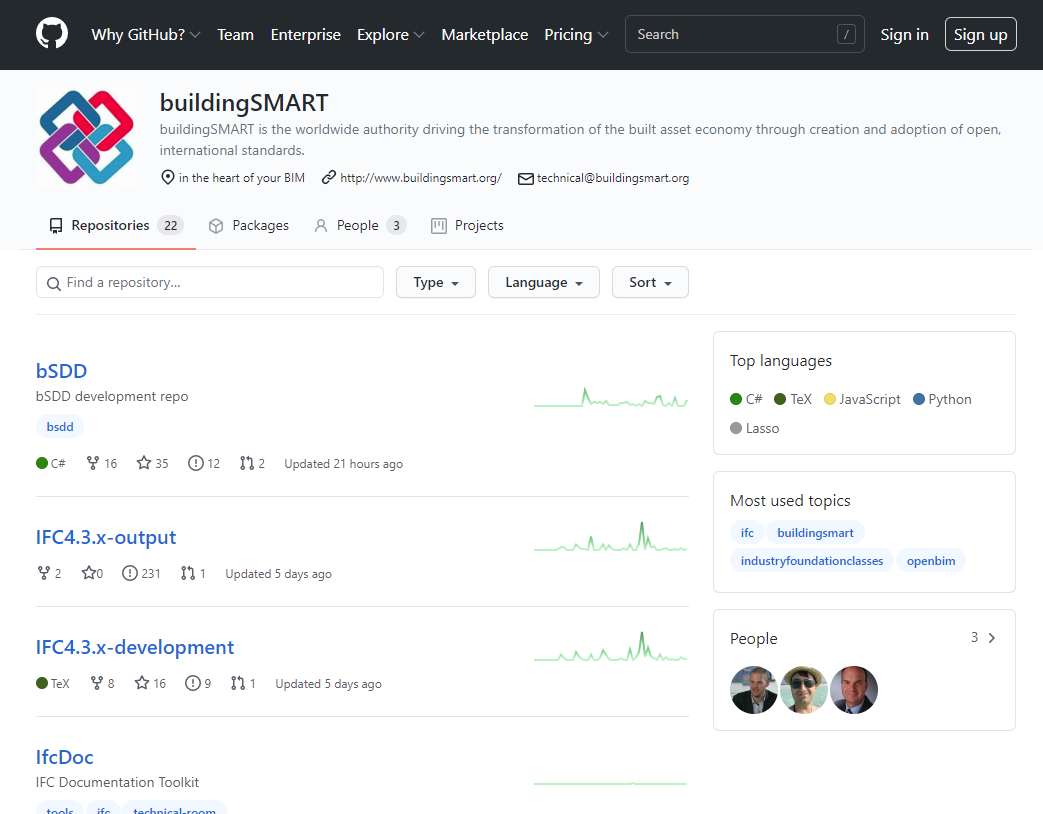 Why GitHub? Team Enterprise Explore Marketplace Pricing Search / Sign in Sign up
buildingSMART
buildingSMART is the worldwide authority driving the transformation of the built asset economy through creation and adoption of open,
international standards.
in the heart of your BIM http://www.buildingsmart.org/ technical@buildingsmart.org
Repositories 22 Packages People 3 Projects
Find a repository... Type Language Sort
bSDD
bSDD development repo
bsdd
C# 16 35 12 2 Updated 21 hours ago
IFC4.3.x-output
2 0 231 1 Updated 5 days ago
IFC4.3.x-development
TeX 8 16 9 1 Updated 5 days ago
IfcDoc
IFC Documentation Toolkit
tools ifc technical-room
Top languages
C# TeX JavaScript Python
Lasso
Most used topics
ifc buildingsmart
industryfoundationclasses openbim
People 3